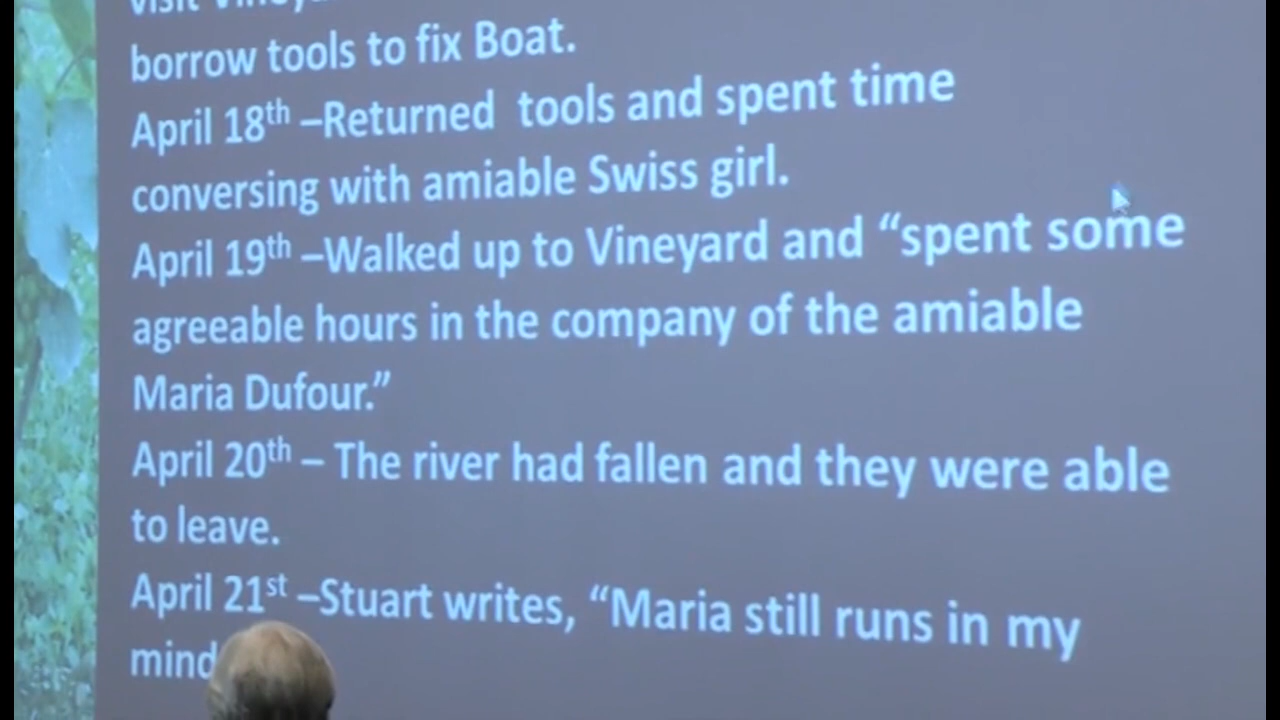 visit
borrow tools to fix Boat.
April 18th –Returned tools and spent time
conversing with amiable Swiss girl.
April 19th –Walked up to Vineyard and “spent some
agreeable hours in the company of the amiable
Maria Dufour.”
April 20th – The river had fallen and they were able
to leave.
April 21st –Stuart writes, “Maria still runs in my
mind